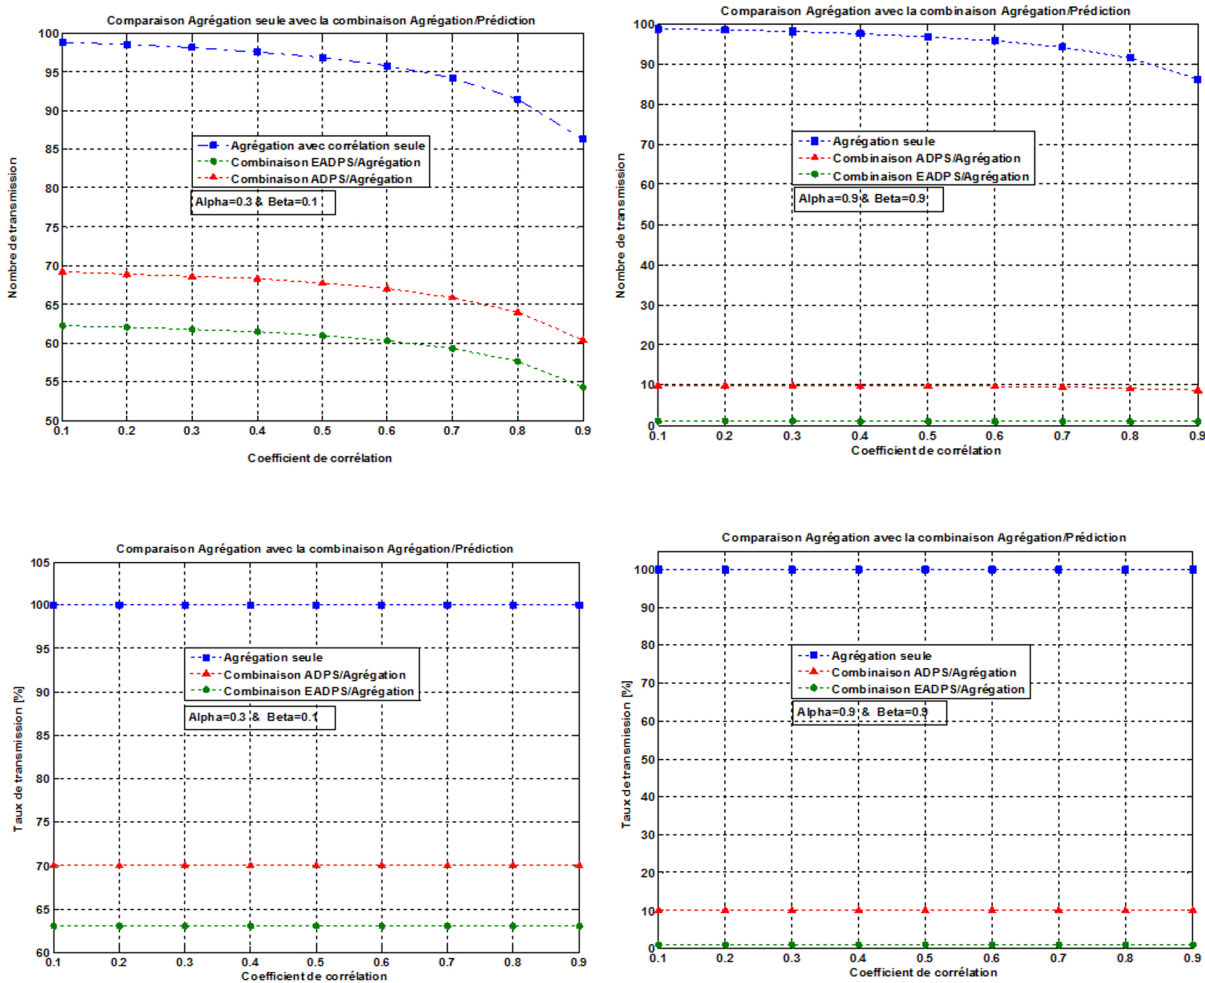 Comparaison Agrégation seule avec la combinaison Agrégation/Prédiction
100
95
90
85
80
75
70
65
60
55
50
Nombre de transmission
Agrégation avec corrélation seule
Combinaison EADPS/Agrégation
Combinaison ADPS/Agrégation
Alpha=0.3 & Beta=0.1
0.1 0.2 0.3 0.4 0.5 0.6 0.7 0.8 0.9
Coefficient de corrélation
Comparaison Agrégation avec la combinaison Agrégation/Prédiction
100
90
100
80
70
60
50
40
30
20
10
0
Nombre de transmission
Agrégation seule
Combinaison ADPS/Agrégation
Combinaison EADPS/Agrégation
Alpha=0.9 & Beta=0.9
0.1 0.2 0.3 0.4 0.5 0.6 0.7 0.8 0.9
Coefficient de corrélation
Comparaison Agrégation avec la combinaison Agrégation/Prédiction
105
100
95
90
85
80
75
70
65
60
Taux de transmission [%]
Agrégation seule
Combinaison ADPS/Agrégation
Combinaison EADPS/Agrégation
Alpha=0.3 & Beta=0.1
0.1 0.2 0.3 0.4 0.5 0.6 0.7 0.8 0.9
Coefficient de corrélation
Comparaison Agrégation avec la combinaison Agrégation/Prédiction
100
90
80
70
60
50
40
30
20
10
0
Taux de transmission [%]
Agrégation seule
Combinaison ADPS/Agrégation
Combinaison EADPS/Agrégation
Alpha=0.9 & Beta=0.9
0.1 0.2 0.3 0.4 0.5 0.6 0.7 0.8 0.9
Coefficient de corrélation